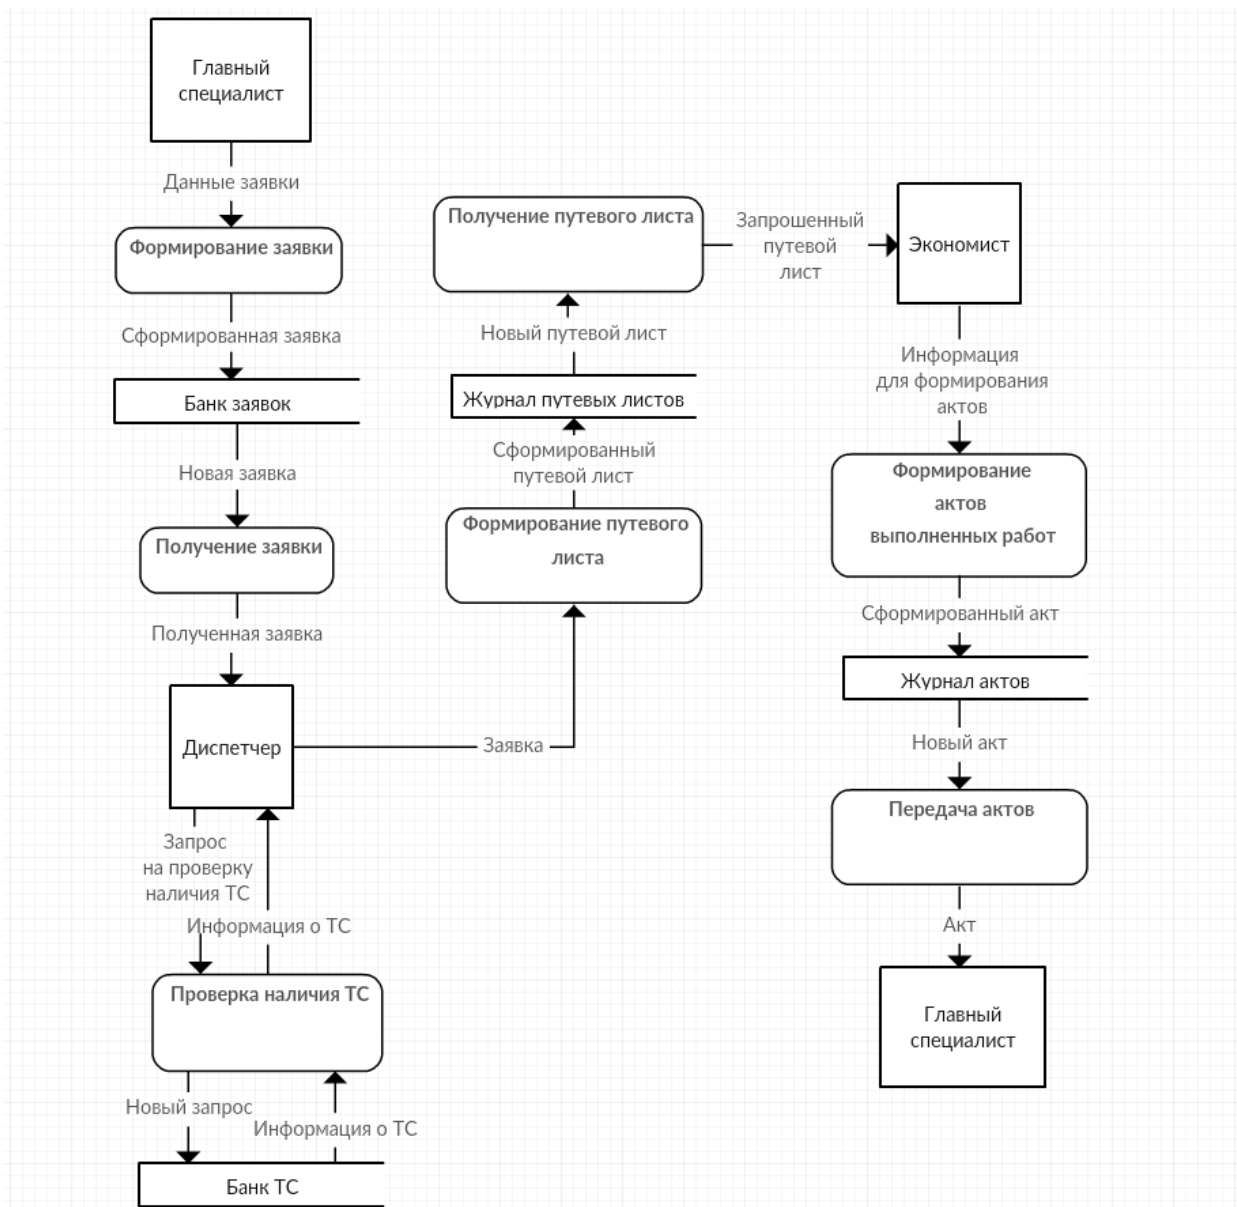 Главный
специалист
Данные заявки
Формирование заявки
Сформированная заявка
Банк заявок
Новая заявка
Получение заявки
Полученная заявка
Диспетчер
Запрос
на проверку
наличия ТС
Информация о ТС
Проверка наличия ТС
Новый запрос
Информация о ТС
Банк ТС
Заявка
Формирование путевого
листа
Сформированный
путевой лист
Журнал путевых листов
Новый путевой лист
Получение путевого листа
Запрошенный
путевой
лист
Экономист
Информация
для формирования
актов
Формирование
актов
выполненных работ
Сформированный акт
Журнал актов
Новый акт
Передача актов
Акт
Главный
специалист